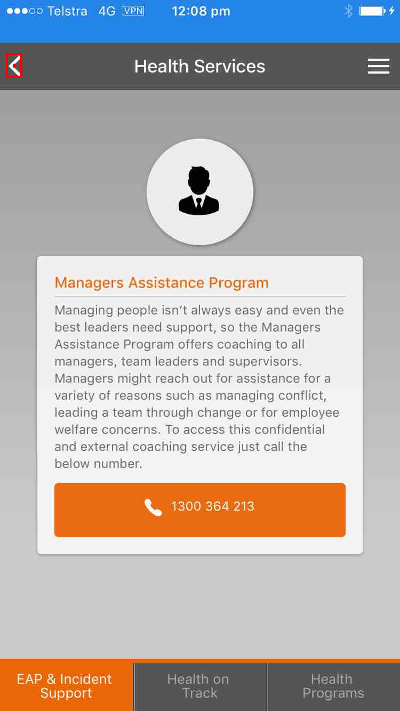 Telstra 4G VPN 12:08 pm
Health Services
Managers Assistance Program
Managing people isn't always easy and even the
best leaders need support, so the Managers
Assistance Program offers coaching to all
managers, team leaders and supervisors.
Managers might reach out for assistance for a
variety of reasons such as managing conflict,
leading a team through change or for employee
welfare concerns. To access this confidential
and external coaching service just call the
below number.
1300 364 213
EAP & Incident
Support
Health on
Track
Health
Programs